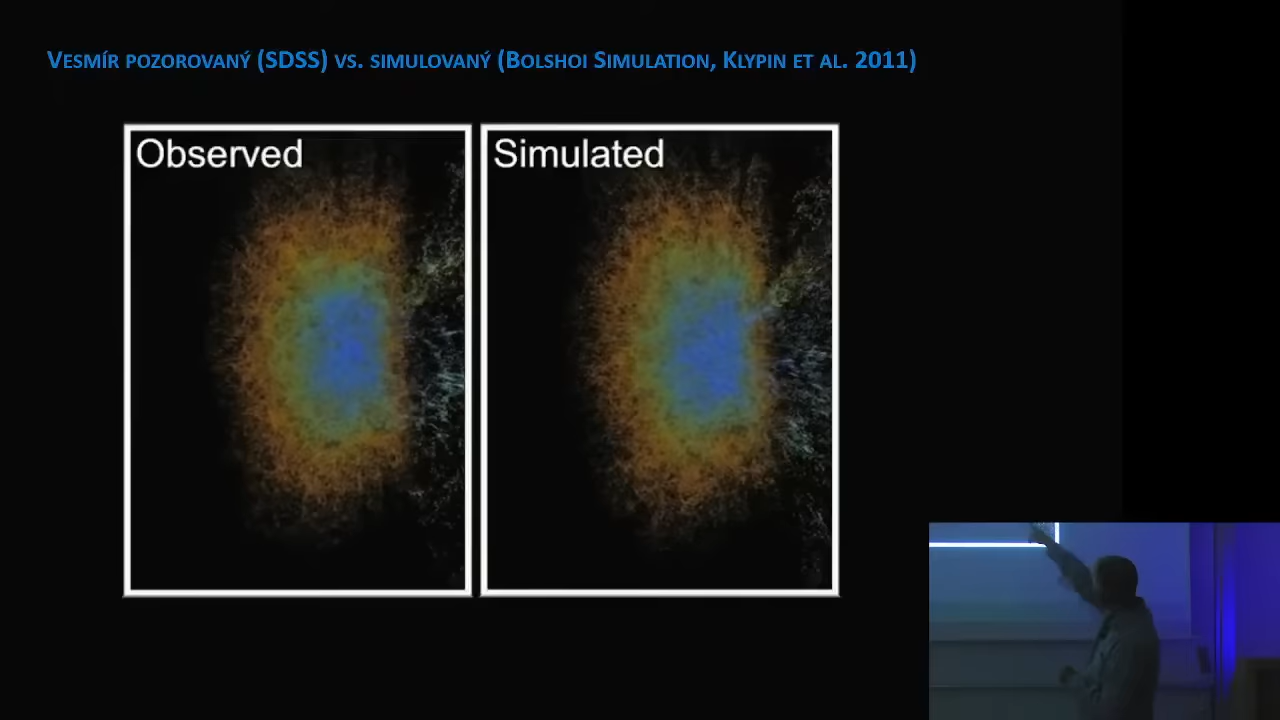 Vesmír pozorovaný (SDSS) vs. simulovaný (Bolshoi Simulation, Klypin et al. 2011)
Observed
Simulated